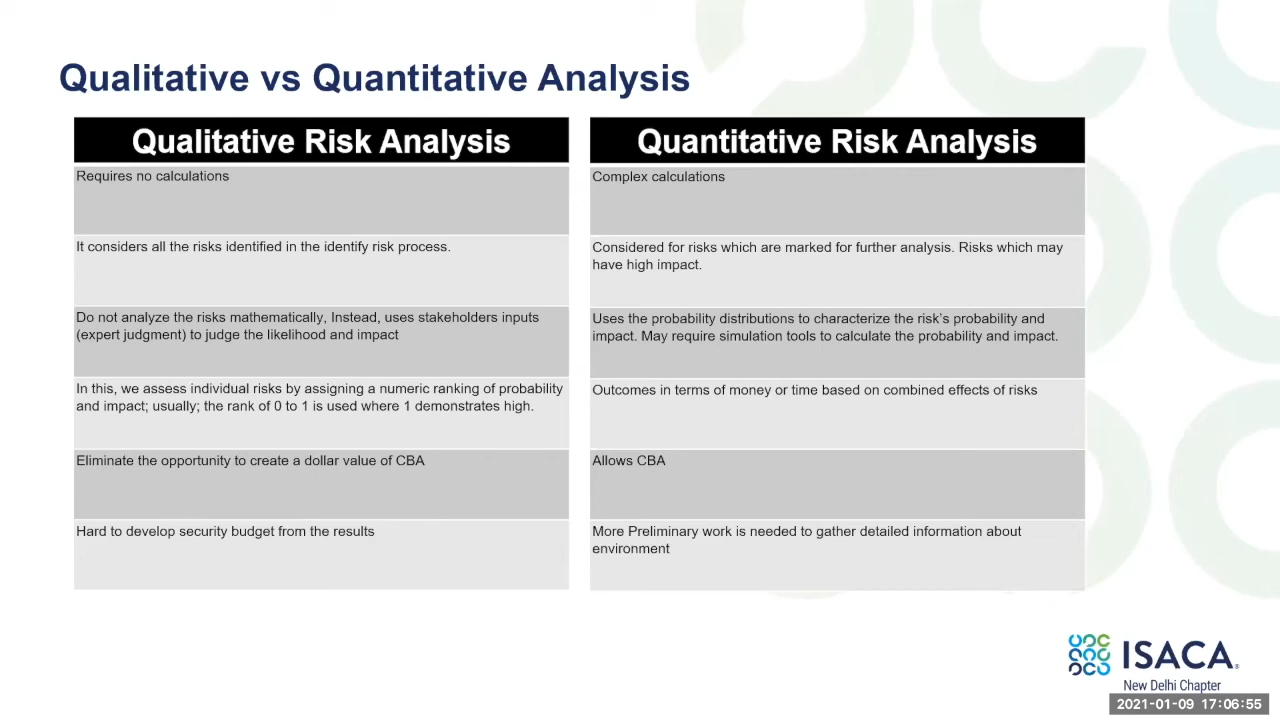 Qualitative vs Quantitative Analysis
Qualitative Risk Analysis
Requires no calculations
It considers all the risks identified in the identify risk process.
Do not analyze the risks mathematically, Instead, uses stakeholders inputs
(expert judgment) to judge the likelihood and impact
In this, we assess individual risks by assigning a numeric ranking of probability
and impact; usually; the rank of 0 to 1 is used where 1 demonstrates high.
Eliminate the opportunity to create a dollar value of CBA
Hard to develop security budget from the results
Quantitative Risk Analysis
Complex calculations
Considered for risks which are marked for further analysis. Risks which may
have high impact.
Uses the probability distributions to characterize the risk's probability and
impact. May require simulation tools to calculate the probability and impact.
Outcomes in terms of money or time based on combined effects of risks
Allows CBA
More Preliminary work is needed to gather detailed information about
environment
ISACA®
New Delhi Chapter
2021-01-09 17:06:55